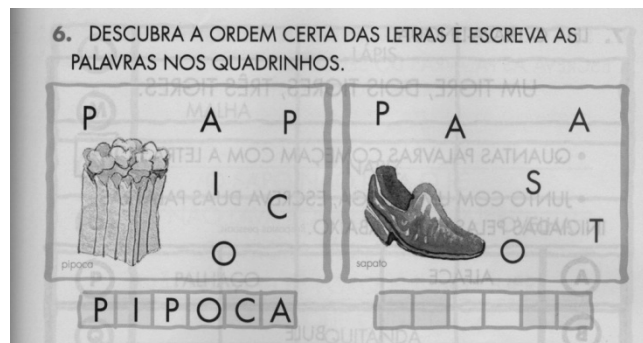 6. DESCUBRA A ORDEM CERTA DAS LETRAS E ESCREVA AS
PALAVRAS NOS QUADRINHOS.
P A P
I
C
O
pipoca
P I P O C A
P A A
S
T
O
sapato